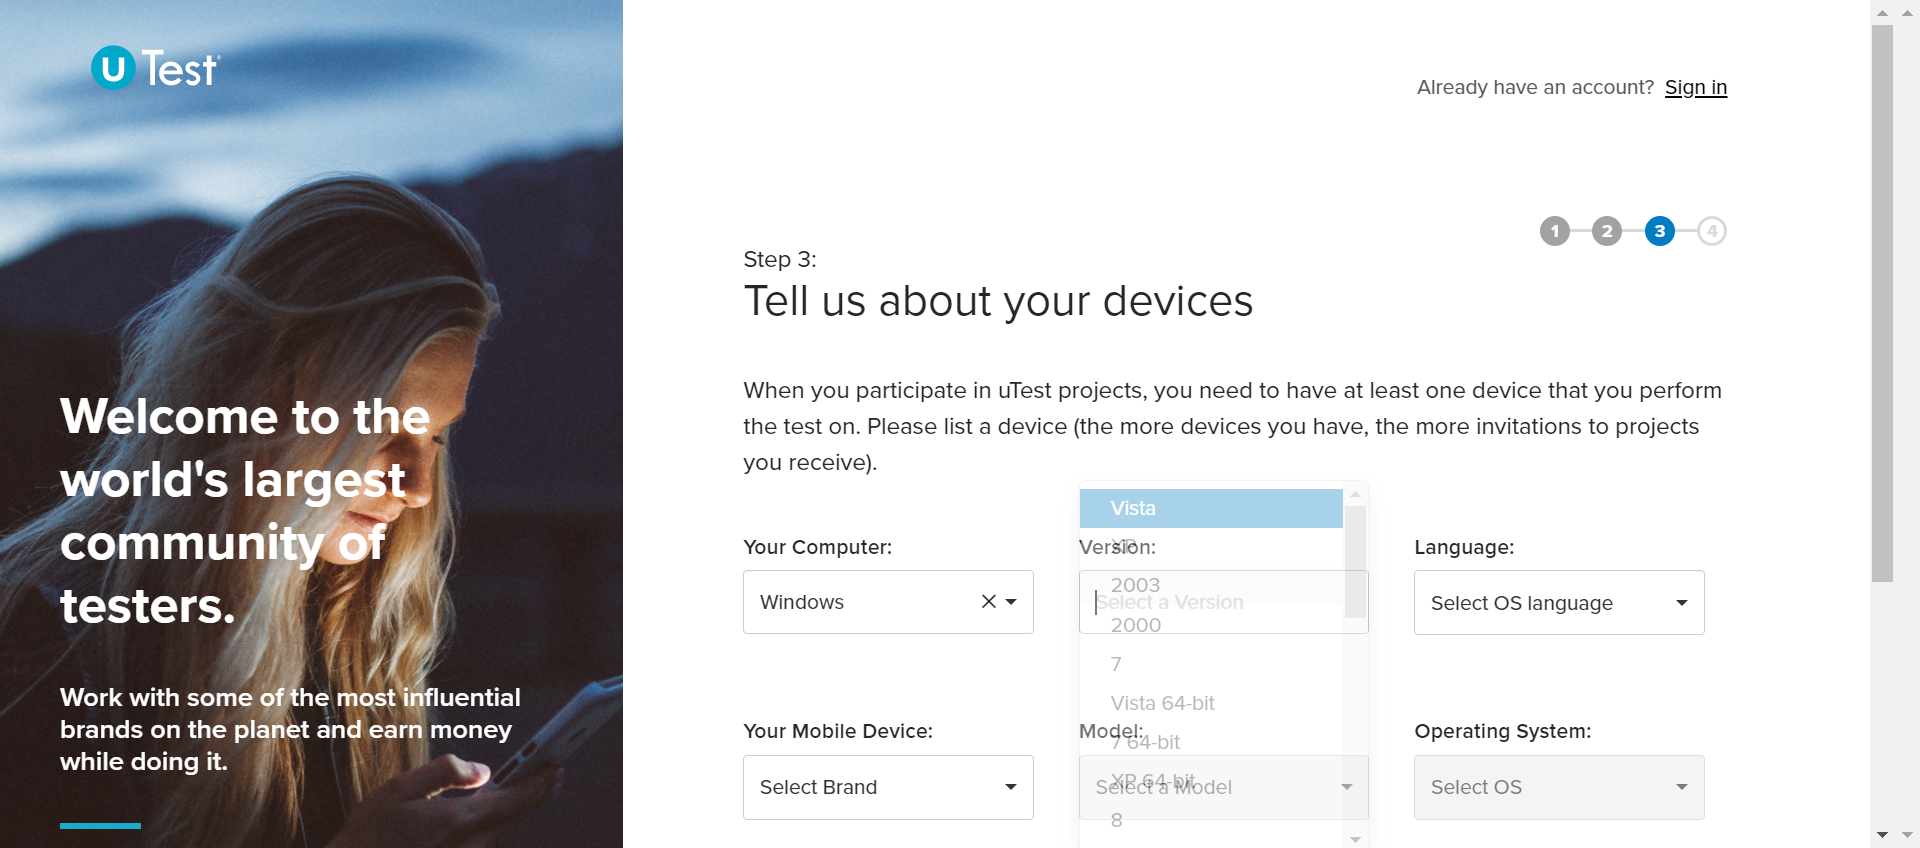 u Test
Already have an account? Sign in
1 2 3 4
Step 3:
Tell us about your devices
When you participate in uTest projects, you need to have at least one device that you perform
the test on. Please list a device (the more devices you have, the more invitations to projects
you receive).
Welcome to the
world's largest
community of
testers.
Work with some of the most influential
brands on the planet and earn money
while doing it.
Your Computer:
Windows
Version:
Select a Version
Vista
XP
2003
2000
7
Vista 64-bit
7 64-bit
XP 64-bit
8
Language:
Select OS language
Your Mobile Device:
Select Brand
Model:
Select a Model
Operating System:
Select OS